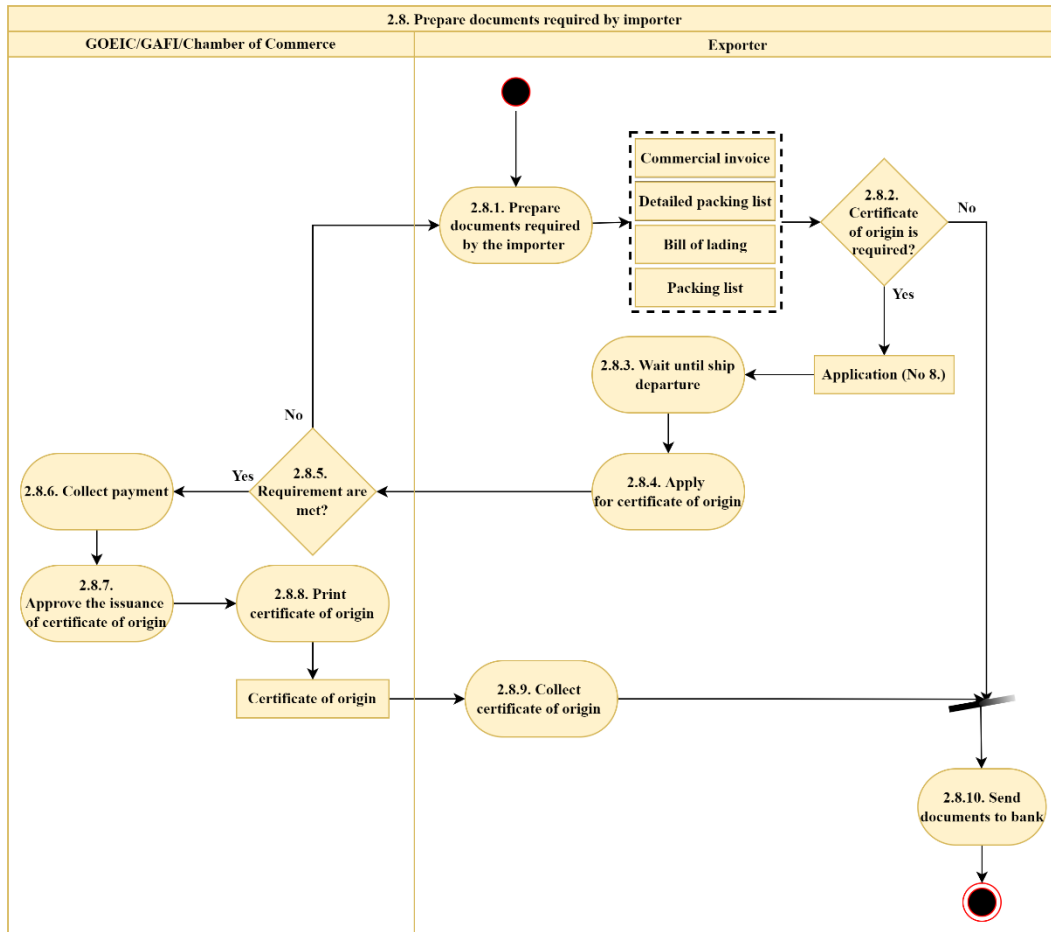 2.8. Prepare documents required by importer
GOEIC/GAFI/Chamber of Commerce
Exporter
2.8.1. Prepare
documents required
by the importer
Commercial invoice
Detailed packing list
Bill of lading
Packing list
2.8.2.
Certificate
of origin is
required?
No
Yes
Application (No 8.)
2.8.3. Wait until ship
departure
2.8.4. Apply
for certificate of origin
No
2.8.5.
Requirement are
met?
Yes
2.8.6. Collect payment
2.8.7.
Approve the issuance
of certificate of origin
2.8.8. Print
certificate of origin
Certificate of origin
2.8.9. Collect
certificate of origin
2.8.10. Send
documents to bank